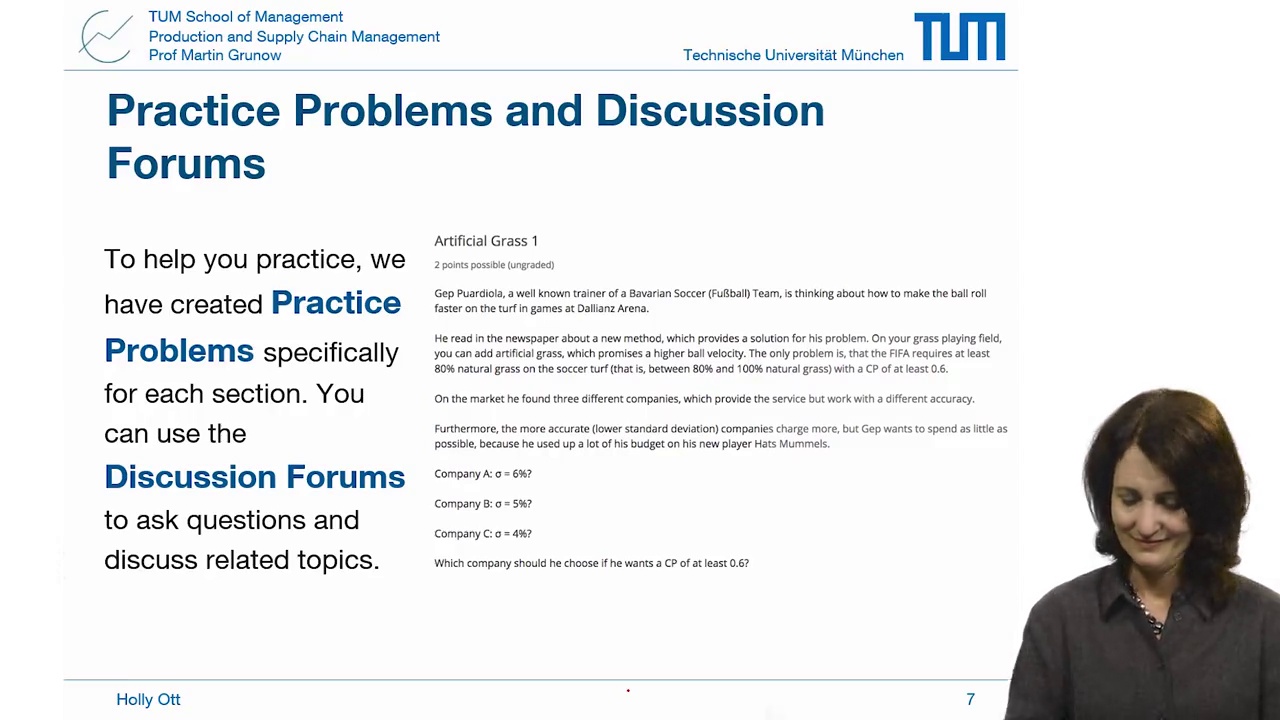 TUM School of Management
Production and Supply Chain Management
Prof Martin Grunow
Technische Universität München
TUM
Practice Problems and Discussion
Forums
To help you practice, we
have created Practice
Problems specifically
for each section. You
can use the
Discussion Forums
to ask questions and
discuss related topics.
Artificial Grass 1
2 points possible (ungraded)
Gep Puardiola, a well known trainer of a Bavarian Soccer (Fußball) Team, is thinking about how to make the ball roll
faster on the turf in games at Dallianz Arena.
He read in the newspaper about a new method, which provides a solution for his problem. On your grass playing field,
you can add artificial grass, which promises a higher ball velocity. The only problem is, that the FIFA requires at least
80% natural grass on the soccer turf (that is, between 80% and 100% natural grass) with a CP of at least 0.6.
On the market he found three different companies, which provide the service but work with a different accuracy.
Furthermore, the more accurate (lower standard deviation) companies charge more, but Gep wants to spend as little as
possible, because he used up a lot of his budget on his new player Hats Mummels.
Company A: σ = 6%?
Company B: σ = 5%?
Company C: σ = 4%?
Which company should he choose if he wants a CP of at least 0.6?
Holly Ott
7